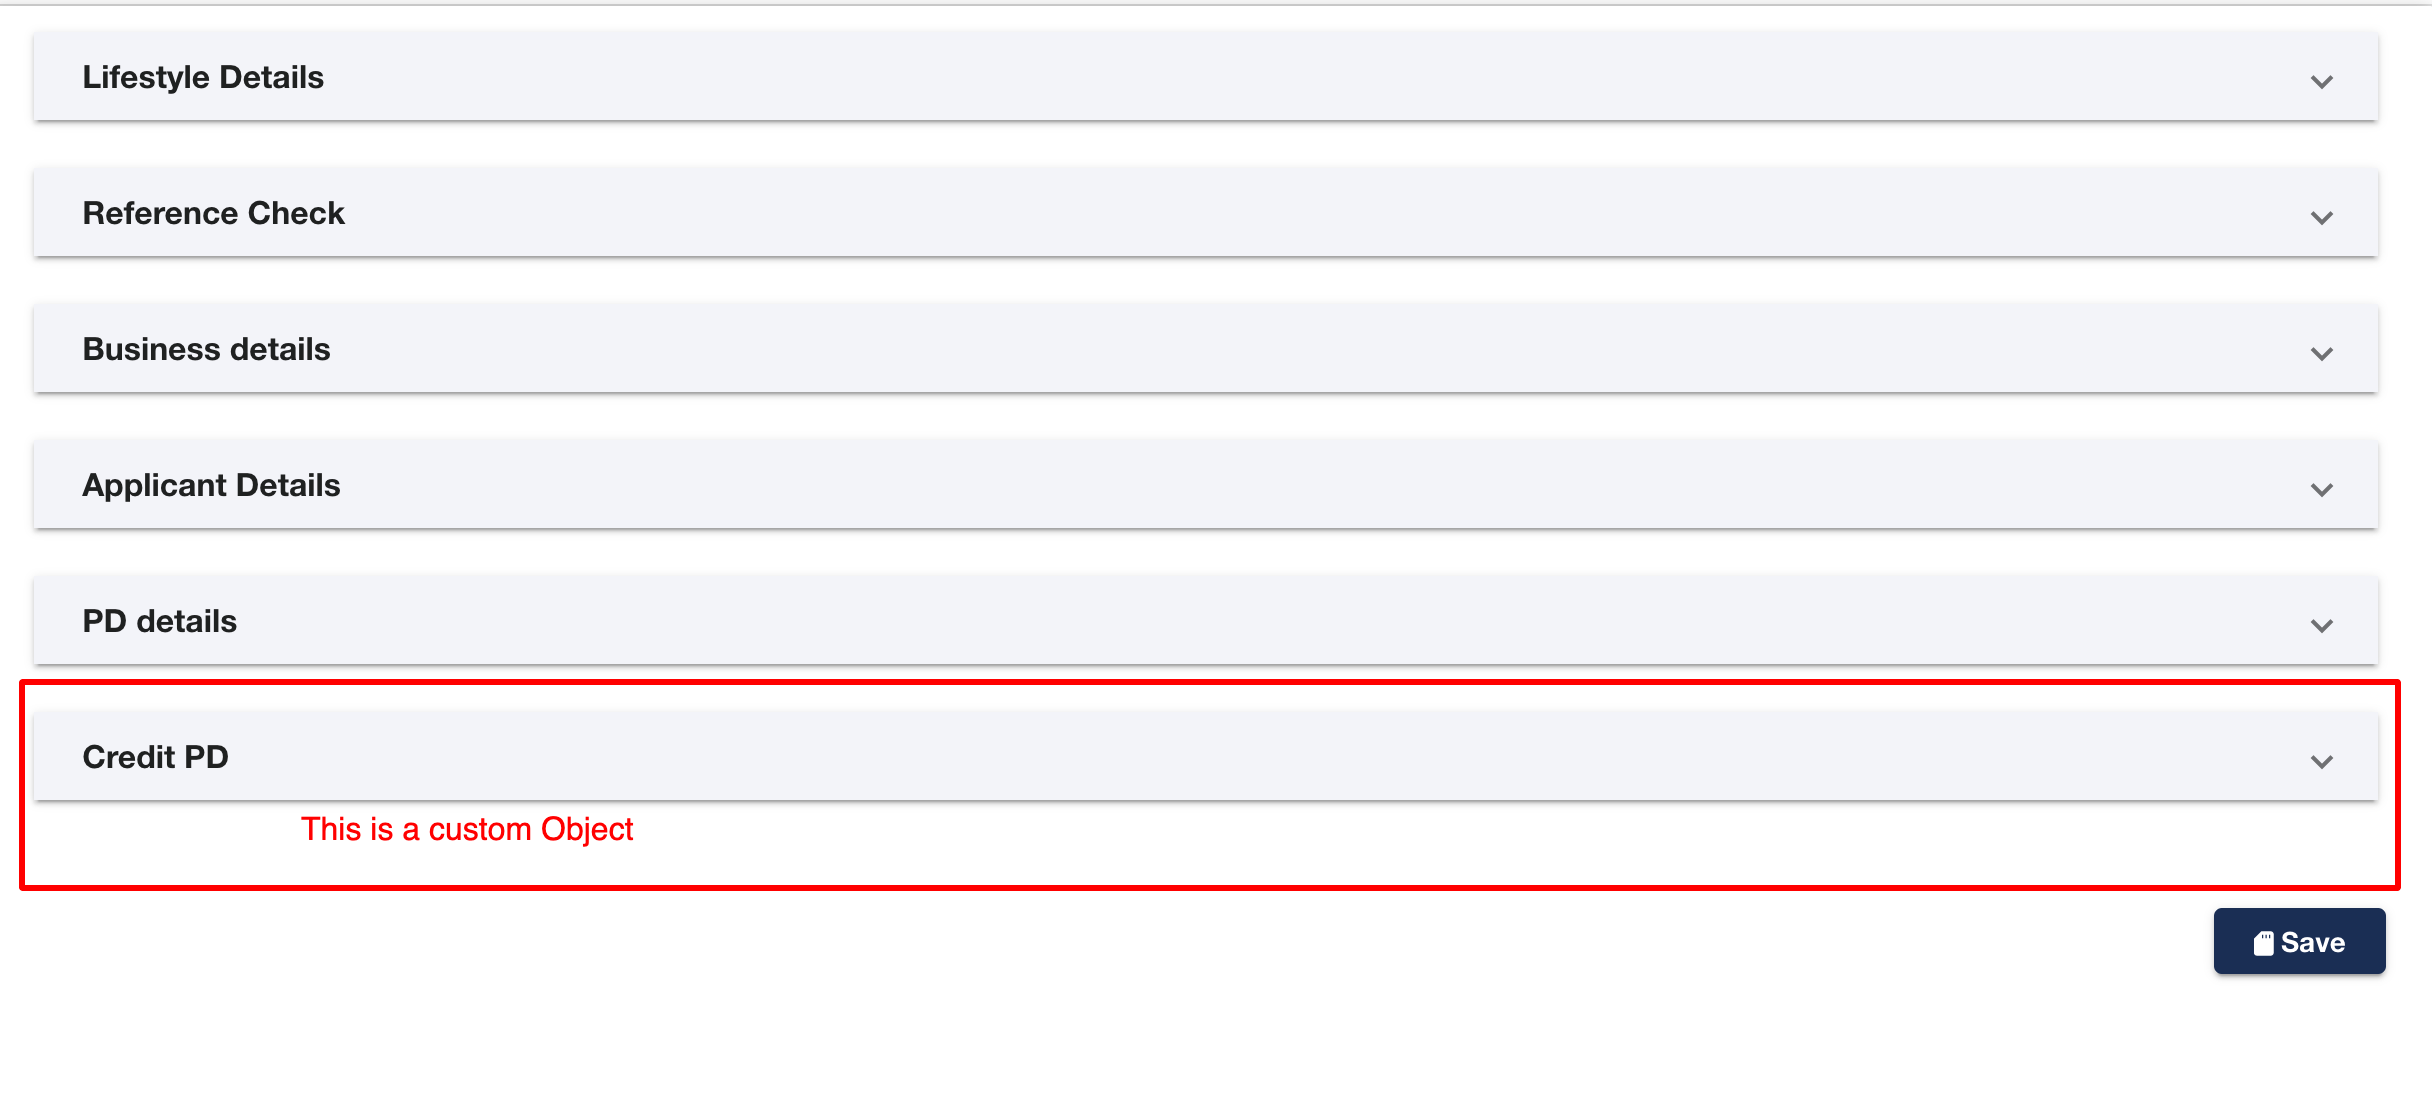 Lifestyle Details
Reference Check
Business details
Applicant Details
PD details
Credit PD
This is a custom Object
Save